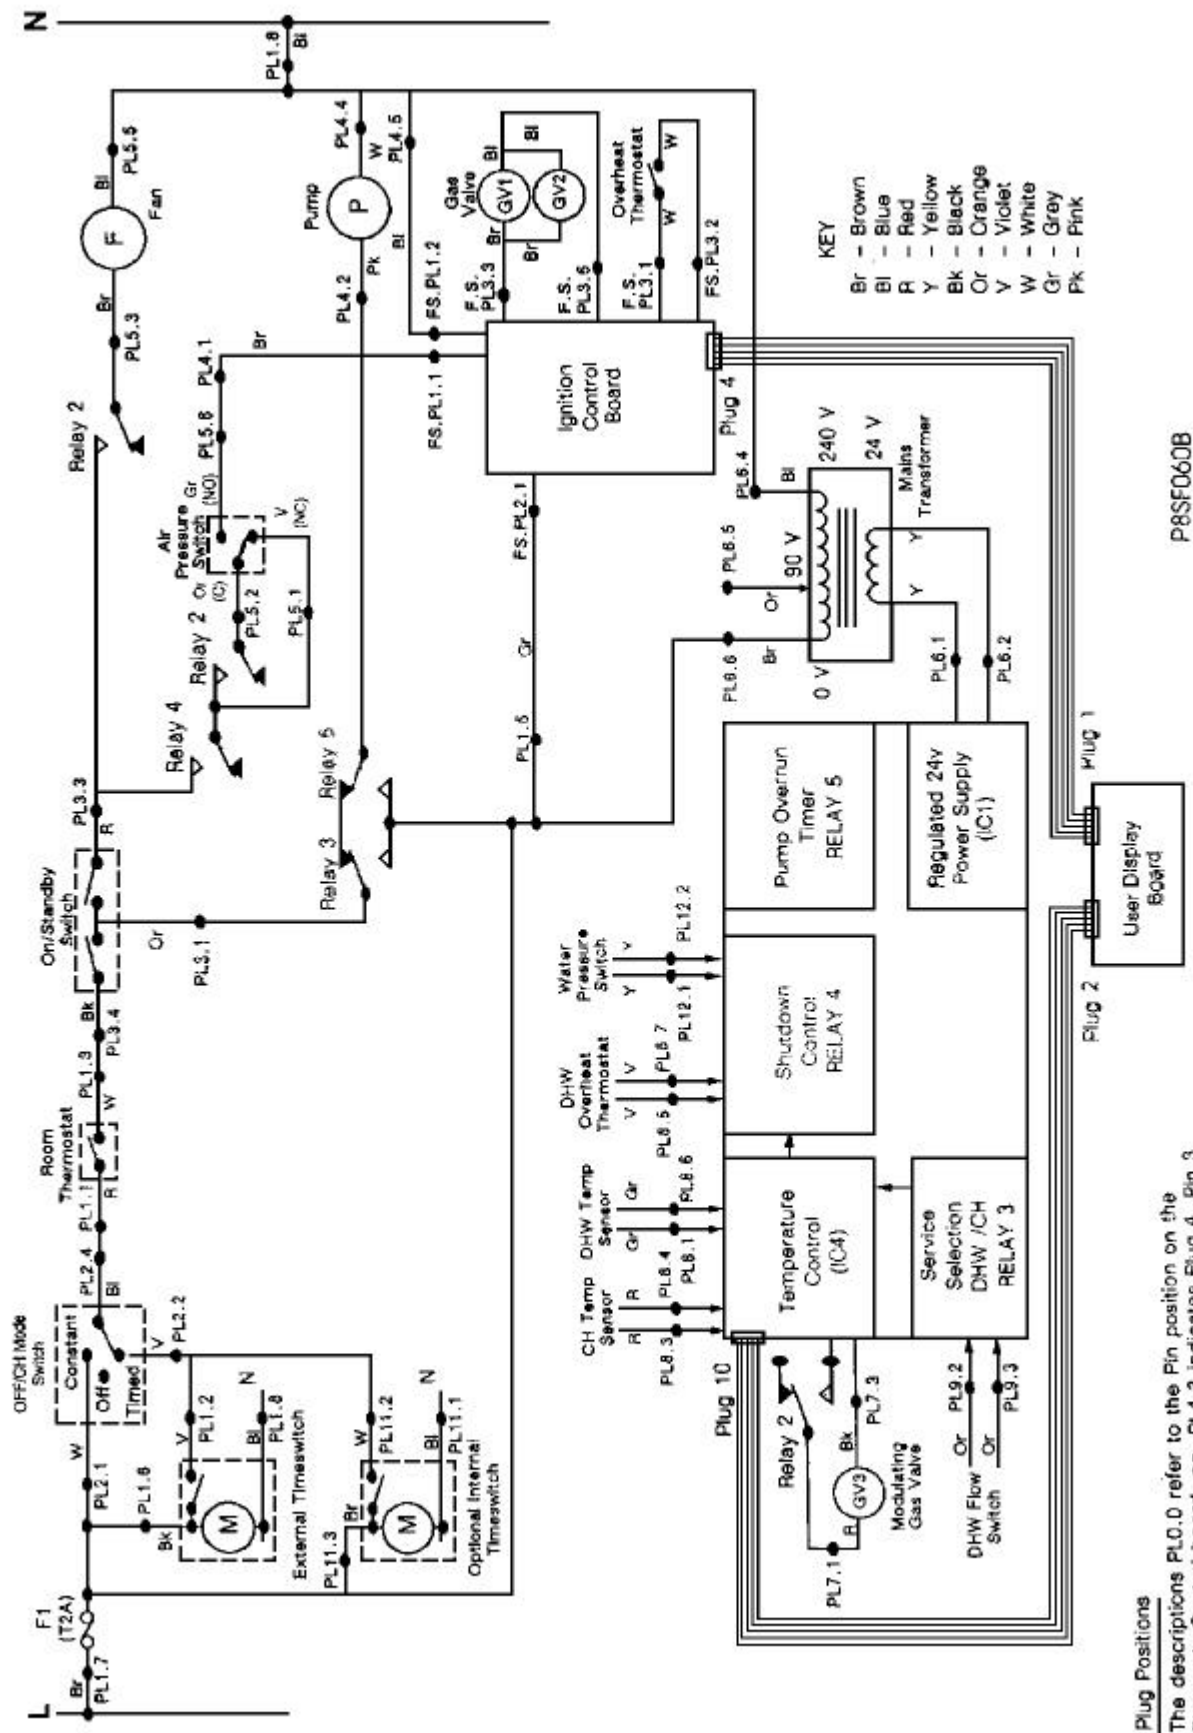 L
N
Br
PL1.7
F1
(T2A)
W
PL2.1
PL1.6
Bk
OFF/CH Mode
Switch
Constant
Off
Timed
Bl
PL2.4
V
PL2.2
PL1.1
R
Room
Thermostat
W
PL1.3
PL3.4
Bk
On/Standby
Switch
R
PL3.3
Or
PL3.1
V
PL1.2
N
Bl
PL1.8
M
External Timeswitch
PL11.3
Br
W
PL11.2
N
Bl
PL11.1
M
Optional Internal
Timeswitch
Relay 4
Relay 2
Or
(C)
PL5.2
PL5.1
Air
Pressure
Switch
Gr
(NO)
V
(NC)
PL5.6
PL4.1
Br
Relay 2
PL5.3
Br
F
Fan
Bl
PL5.5
PL1.8
Bl
Relay 3
Relay 5
PL4.2
Pk
P
Pump
W
PL4.4
Bl
PL4.5
FS.PL1.1
FS.PL1.2
PL1.5
Gr
FS.PL2.1
Ignition
Control
Board
Plug 4
F.S.
PL3.3
Br
Br
Gas
Valve
GV1
GV2
Bl
Bl
F.S.
PL3.6
F.S.
PL3.1
FS.PL3.2
Overheat
Thermostat
W
W
PL6.6
Br
PL6.5
Or
PL6.4
Bl
0 V
90 V
240 V
24 V
Mains
Transformer
Y
Y
PL6.1
PL6.2
KEY
Br – Brown
Bl – Blue
R – Red
Y – Yellow
Bk – Black
Or – Orange
V – Violet
W – White
Gr – Grey
Pk – Pink
CH Temp
Sensor
R
R
PL8.3
PL8.4
DHW Temp
Sensor
Gr
Gr
PL8.1
PL8.6
DHW
Overheat
Thermostat
V
V
PL8.5
PL8.7
Water
Pressure
Switch
Y
Y
PL12.1
PL12.2
Plug 10
Temperature
Control
(IC4)
Shutdown
Control
RELAY 4
Pump Overrun
Timer
RELAY 5
Service
Selection
DHW /CH
RELAY 3
Regulated 24v
Power Supply
(IC1)
Relay 2
PL7.1
R
GV3
Bk
PL7.3
Modulating
Gas Valve
DHW Flow
Switch
Or
Or
PL9.2
PL9.3
Plug 2
Plug 1
User Display
Board
P8SF060B
Plug Positions
The descriptions PL0.0 refer to the Pin position on the